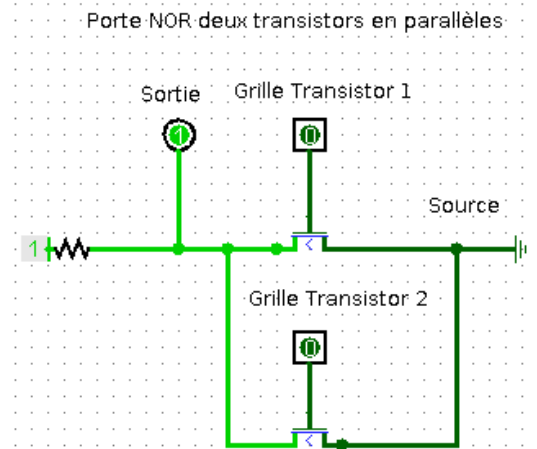 Porte NOR deux transistors en parallèles
Sortie Grille Transistor 1
1 0
Source
1
Grille Transistor 2
0